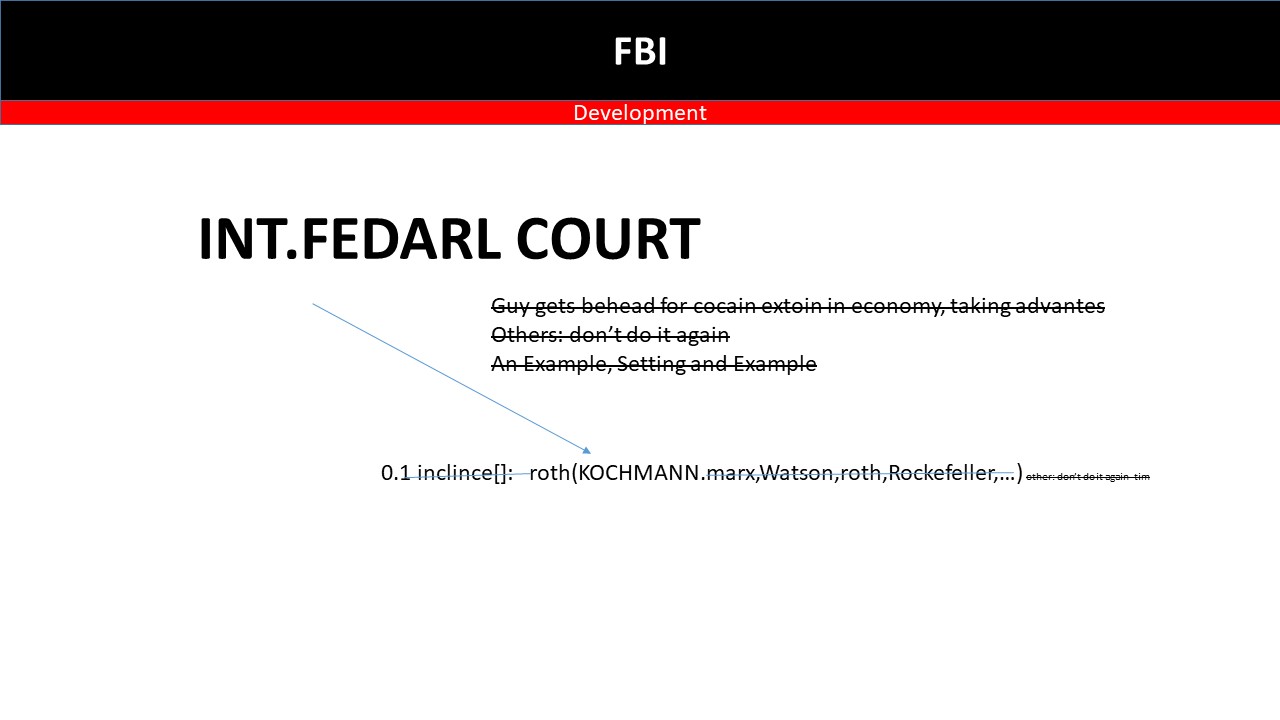 FBI
Development
INT.FEDARL COURT
Guy gets behead for cocain extoin in economy, taking advantes
Others: don’t do it again
An Example, Setting and Example
0.1 inclince[]: roth(KOCHMANN.marx,Watson,roth,Rockefeller,...) other: don’t do it again- tim